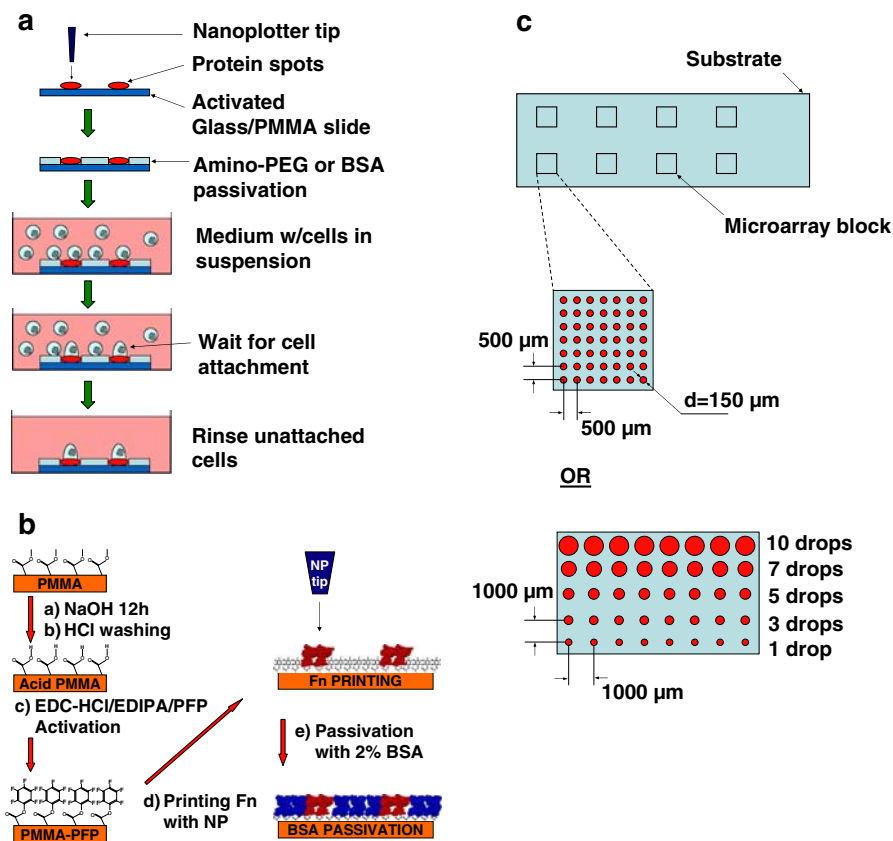 a
Nanoplotter tip
Protein spots
Activated
Glass/PMMA slide
Amino-PEG or BSA
passivation
Medium w/cells in
suspension
Wait for cell
attachment
Rinse unattached
cells
b
O O O O
O O O O
PMMA
a) NaOH 12h
b) HCl washing
H H H H
O O O O
O O O O
Acid PMMA
c) EDC-HCl/EDIPA/PFP
Activation
F F F F
F F F F F F F F
F F F F F F F F
O O O O
O O O O
PMMA-PFP
d) Printing Fn
with NP
NP
tip
Fn PRINTING
e) Passivation
with 2% BSA
BSA PASSIVATION
c
Substrate
Microarray block
500 µm
d=150 µm
500 µm
OR
10 drops
7 drops
5 drops
3 drops
1 drop
1000 µm
1000 µm